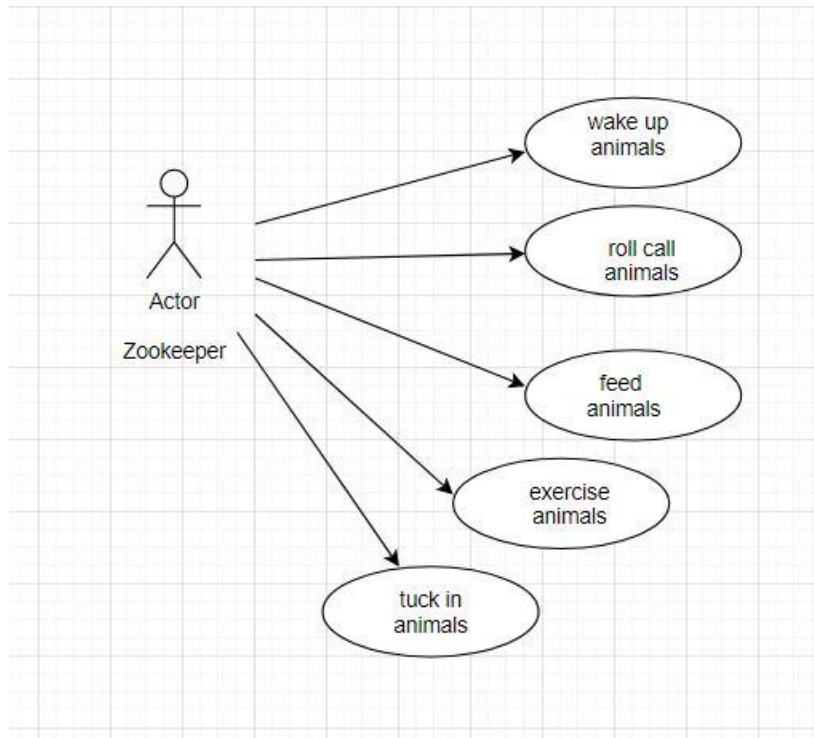 wake up
animals
roll call
animals
Actor
Zookeeper
feed
animals
exercise
animals
tuck in
animals